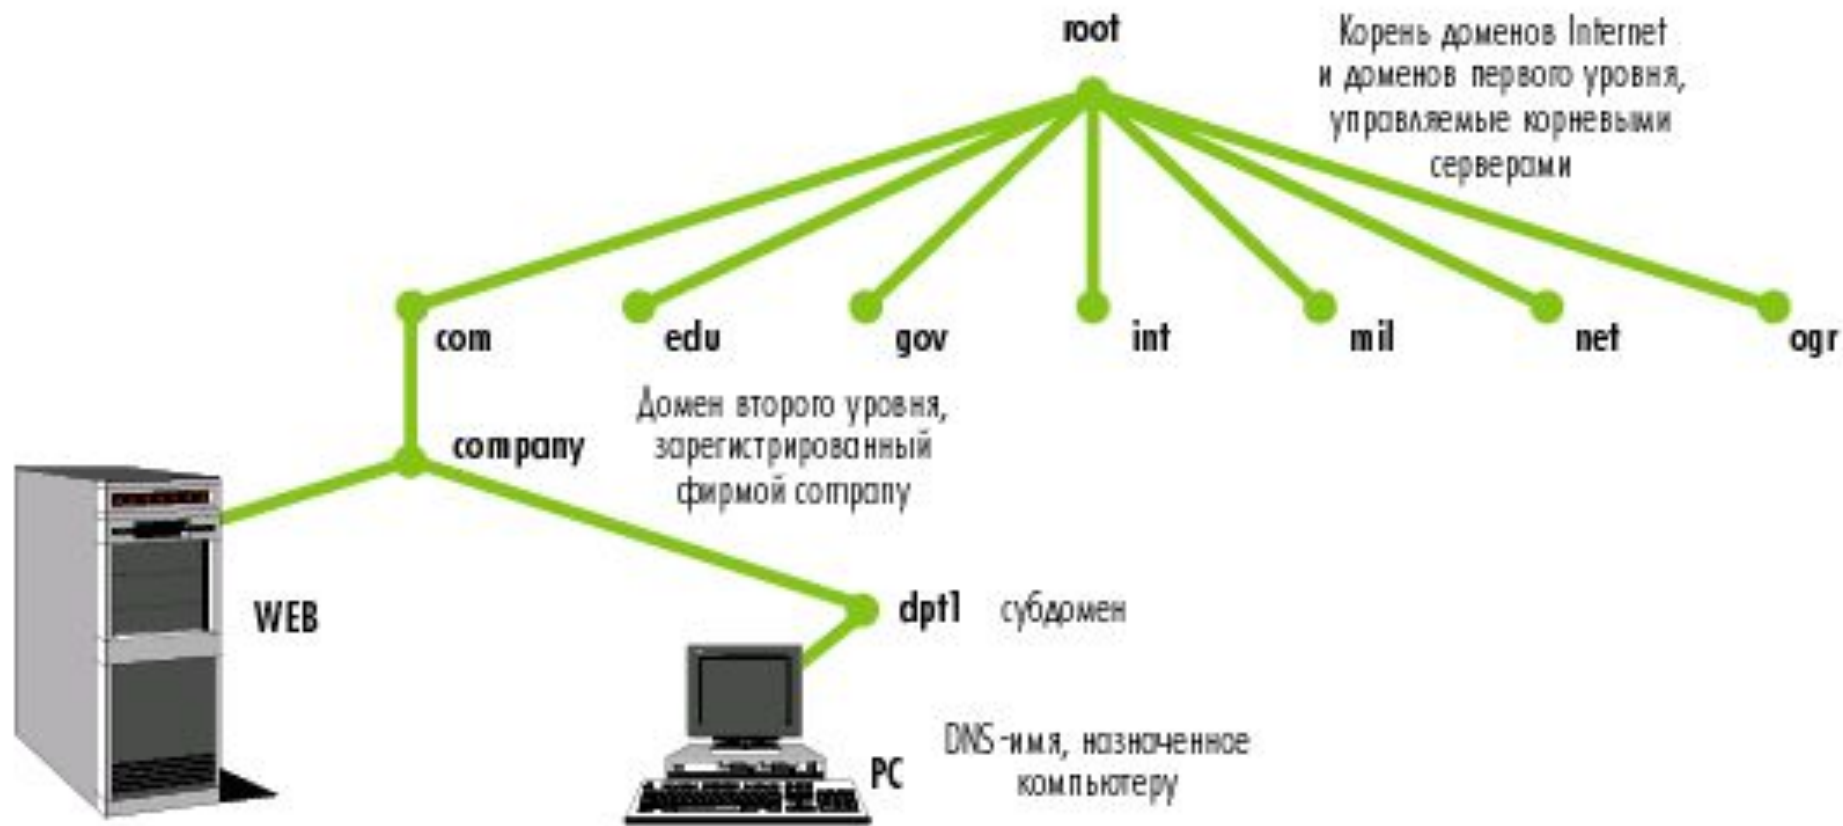 root
Корень доменов Internet
и доменов первого уровня,
управляемые корневыми
серверами
com
edu
gov
int
mil
net
ogr
Домен второго уровня,
зарегистрированный
фирмой company
company
WEB
dpt1 субдомен
PC
DNS-имя, назначенное
компьютеру